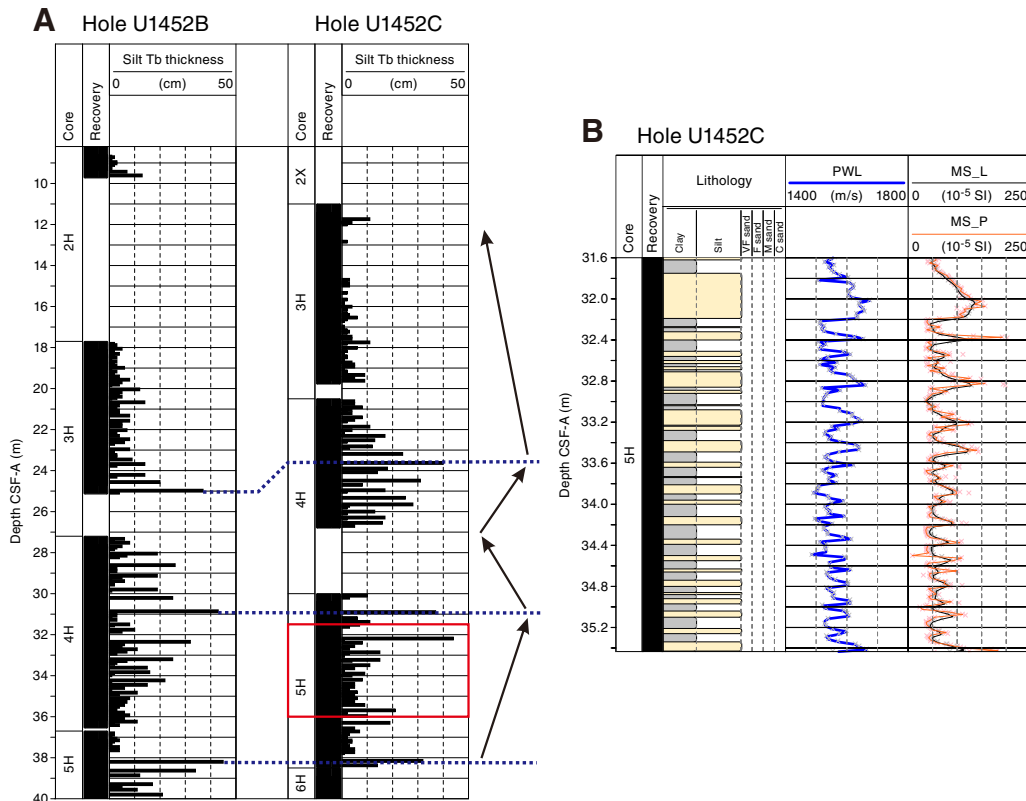 A Hole U1452B Hole U1452C
Core
Recovery
Silt Tb thickness
0 (cm) 50
Core
Recovery
Silt Tb thickness
0 (cm) 50
Depth CSF-A (m)
10
12
14
16
18
20
22
24
26
28
30
32
34
36
38
40
2H
3H
4H
5H
2X
3H
4H
5H
6H
B Hole U1452C
Core
Recovery
Lithology
Clay
Silt
VF sand
F sand
M sand
C sand
PWL
1400 (m/s) 1800
MS_L
0 (10-5 SI) 250
MS_P
0 (10-5 SI) 250
Depth CSF-A (m)
31.6
32.0
32.4
32.8
33.2
33.6
34.0
34.4
34.8
35.2
5H